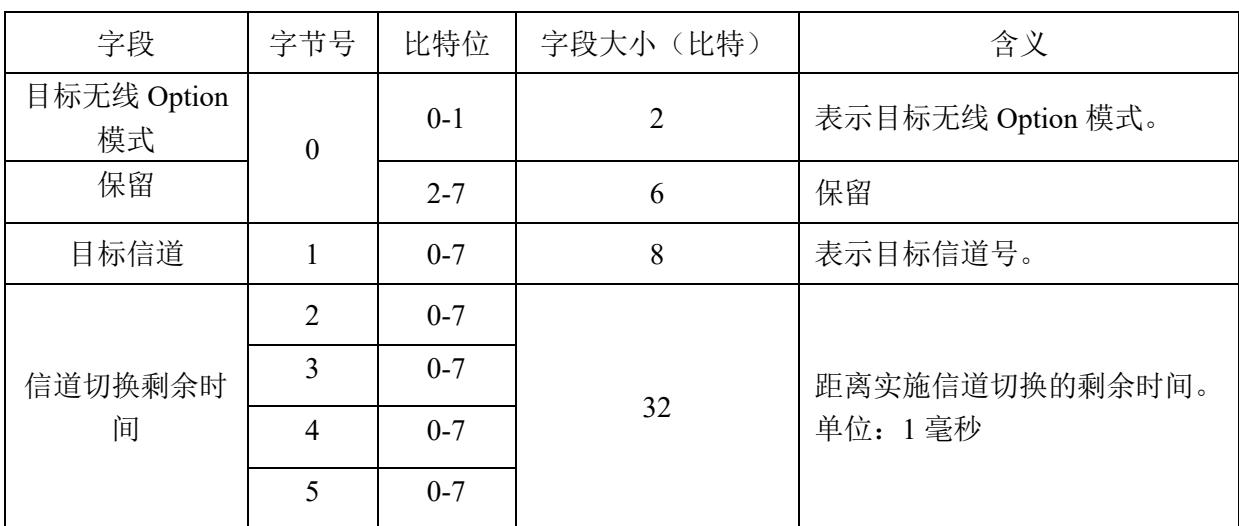 字段 字节号 比特位 字段大小（比特） 含义
目标无线 Option
模式
0
0-1 2 表示目标无线 Option 模式。
保留 2-7 6 保留
目标信道 1 0-7 8 表示目标信道号。
信道切换剩余时
间
2 0-7
3 0-7
4 0-7
5 0-7
32
距离实施信道切换的剩余时间。
单位：1 毫秒